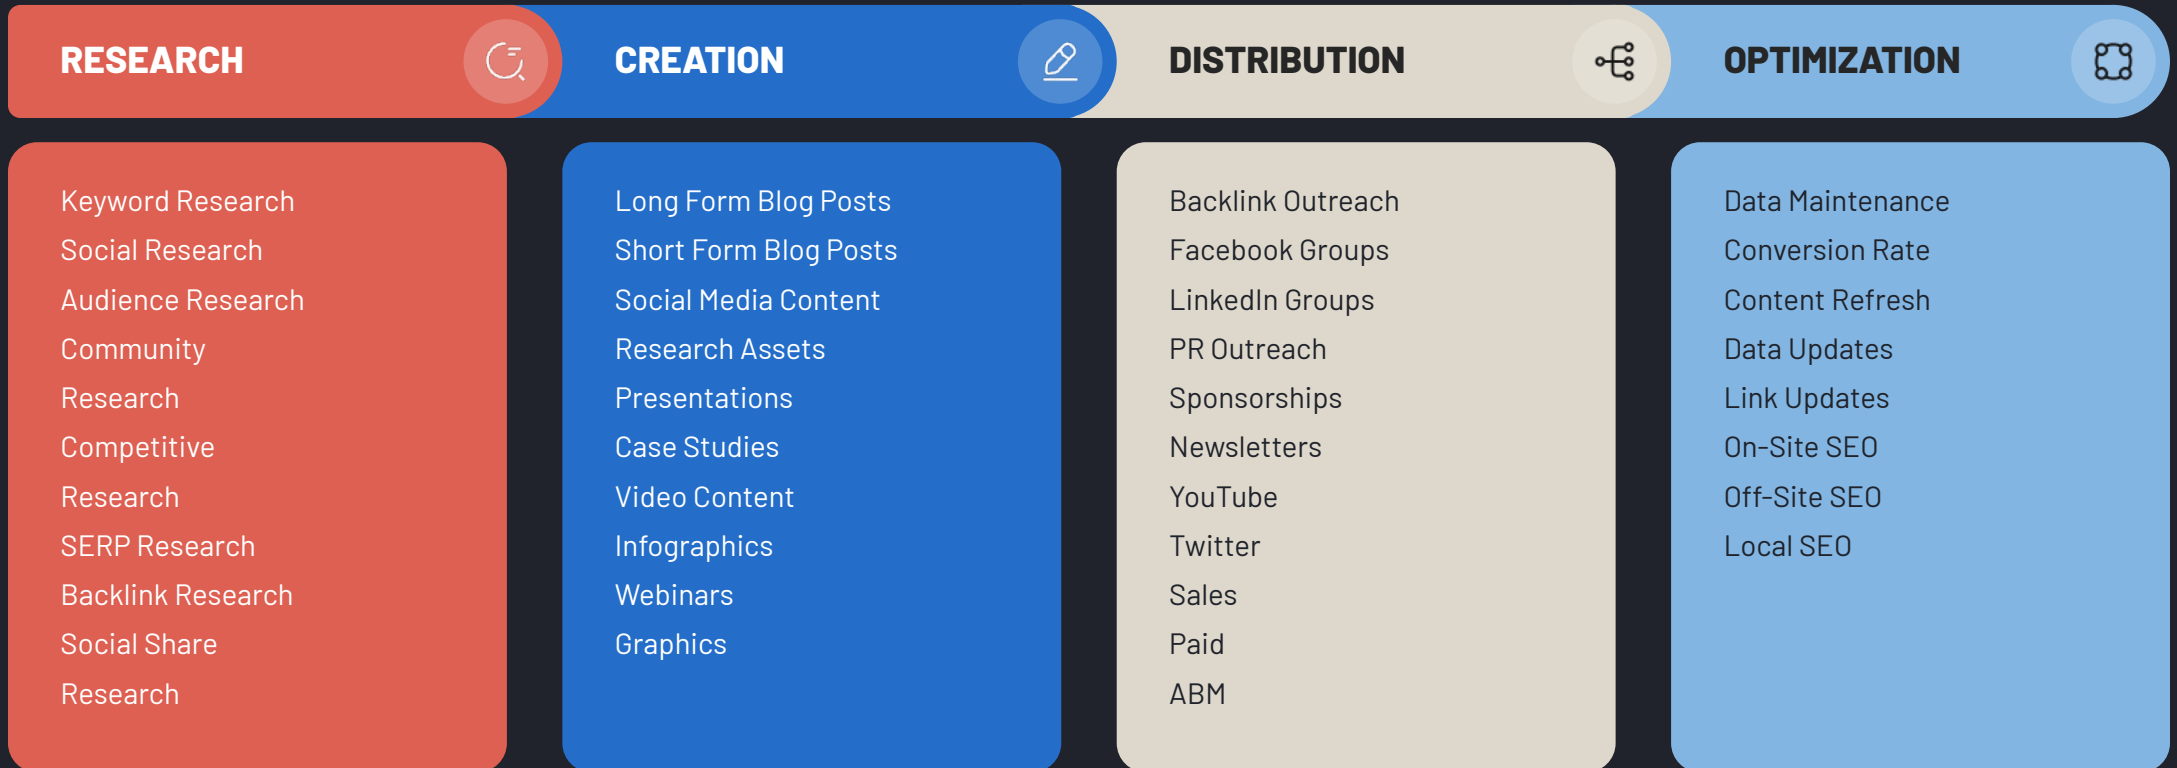 RESEARCH
CREATION
DISTRIBUTION
OPTIMIZATION
Keyword Research
Social Research
Audience Research
Community
Research
Competitive
Research
SERP Research
Backlink Research
Social Share
Research
Long Form Blog Posts
Short Form Blog Posts
Social Media Content
Research Assets
Presentations
Case Studies
Video Content
Infographics
Webinars
Graphics
Backlink Outreach
Facebook Groups
LinkedIn Groups
PR Outreach
Sponsorships
Newsletters
YouTube
Twitter
Sales
Paid
ABM
Data Maintenance
Conversion Rate
Content Refresh
Data Updates
Link Updates
On-Site SEO
Off-Site SEO
Local SEO